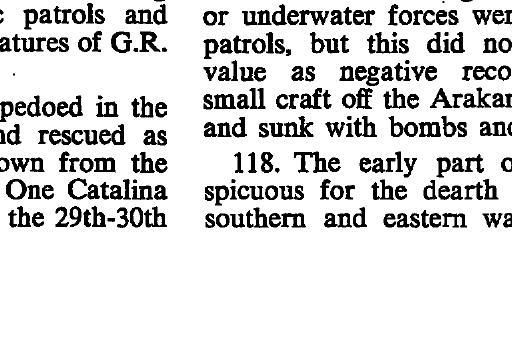 patrols and
atures of G.R.
pedoed in the
nd rescued as
own from the
One Catalina
the 29th-30th
or underwater forces wer
patrols, but this did no
value as negative reco
small craft off the Arakan
and sunk with bombs and
118. The early part o
spicuous for the dearth
southern and eastern wa